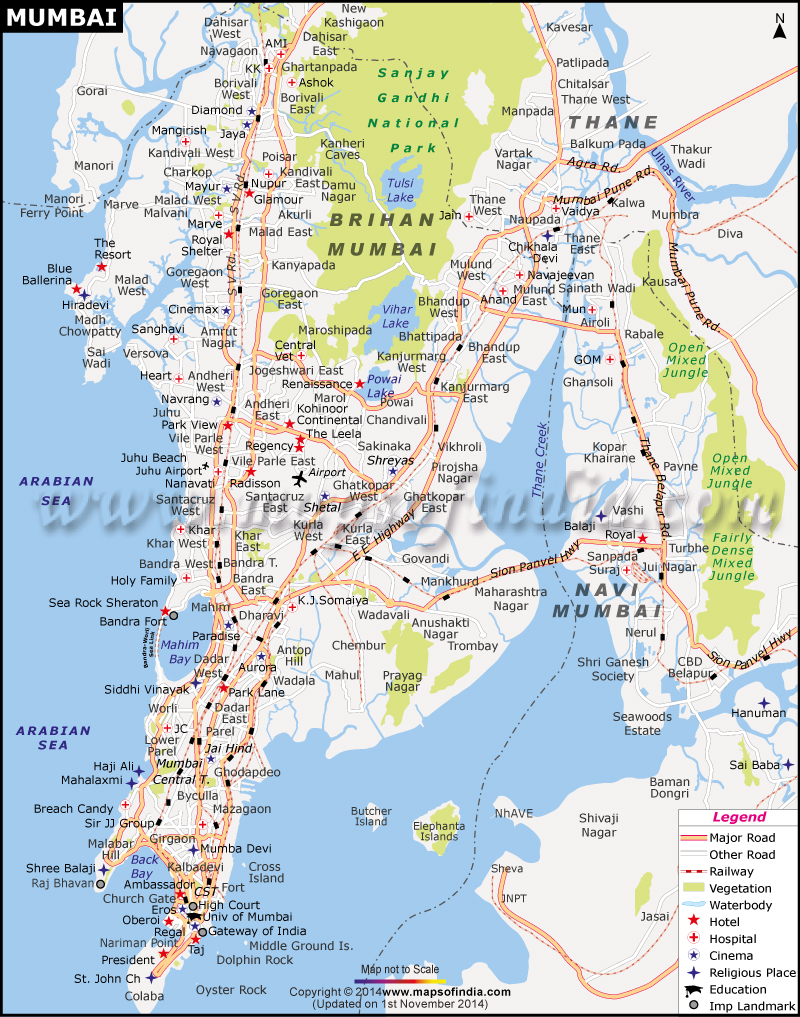 MUMBAI
N
Dahisar
West
New
Kashigaon
Dahisar
East
Navagaon
AMI
KK
Ghartanpada
Borivali
West
Ashok
Borivali
East
Gorai
Diamond
Jaya
Mangirish
Kandivali West
Poisar
Kanheri
Caves
Sanjay
Gandhi
National
Park
Kavesar
Patlipada
Chitalsar
Thane West
Manpada
THANE
Balkum Pada
Vartak
Nagar
Agra Rd.
Ulhas River
Thakur
Wadi
Manori
Charkop
Mayur
Nupur
Kandivali
East
Damu
Nagar
Tulsi
Lake
Manori
Ferry Point
Marve
Malad West
Malvani
Glamour
Akurli
Marve
Royal
Shelter
Malad East
BRIHAN
MUMBAI
Jain
Thane
West
Mumbai Pune Rd.
Vaidya
Kalwa
Naupada
Mumbra
Diva
The
Resort
Chikhala
Devi
Thane
East
Goregaon
West
Kanyapada
Mulund
West
Navajeevan
Blue
Ballerina
Malad
West
Hiradevi
Goregaon
East
Anand
Mulund
East
Sainath Wadi
Kausa
Mumbai Pune Rd.
Madh
Chowpatty
Cinemax
Vihar
Lake
Bhandup
West
Mun
Airoli
Sanghavi
Amrut
Nagar
Maroshipada
Bhattipada
Rabale
Versova
Sai
Wadi
Central
Vet
Kanjurmarg
West
Bhandup
East
Open
Mixed
Jungle
Heart
Andheri
West
Jogeshwari East
Renaissance
Powai
Lake
Kanjurmarg
East
GOM
Ghansoli
Navrang
Juhu
Marol
Powai
Andheri
East
Kohinoor
Continental
Chandivali
Park View
Vile Parle
West
The Leela
Regency
Sakinaka
Vikhroli
Thane Creek
Kopar
Khairane
Thane Belapur Rd.
Pavne
Open
Mixed
Jungle
Juhu Beach
Juhu Airport
Vile Parle East
Shreyas
Pirojsha
Nagar
Nanavati
Radisson
Airport
ARABIAN
SEA
Santacruz
West
Santacruz
East
Ghatkopar
West
Shetal
Ghatkopar
East
www.mapsofindia.com
Vashi
Balaji
Khar
Khar West
Khar
East
Kurla
West
Kurla
East
E E Highway
Royal
Turbhe
Fairly
Dense
Mixed
Jungle
Bandra West
Bandra T.
Govandi
Sion Panvel Hwy
Sanpada
Suraj
Jui Nagar
Holy Family
Bandra
East
Mankhurd
Maharashtra
Nagar
NAVI
MUMBAI
Sea Rock Sheraton
Bandra Fort
Mahim
Dharavi
K.J.Somaiya
Wadavali
Anushakti
Nagar
Nerul
Bandra-Worli
Sea Link
Paradise
Mahim
Bay
Dadar
West
Antop
Hill
Chembur
Trombay
Sion Panvel Hwy
Aurora
Shri Ganesh
Society
CBD
Belapur
Siddhi Vinayak
Park Lane
Wadala
Mahul
Prayag
Nagar
Worli
Dadar
East
Seawoods
Estate
Hanuman
ARABIAN
SEA
JC
Lower
Parel
Parel
Jai Hind
Haji Ali
Mahalaxmi
Mumbai
Central T.
Ghodapdeo
Sai Baba
Baman
Dongri
Byculla
Breach Candy
Mazagaon
Butcher
Island
Elephanta
Islands
NhAVE
Shivaji
Nagar
Sir JJ Group
Malabar
Hill
Girgaon
Mumba Devi
Shree Balaji
Back
Bay
Kalbadevi
Cross
Island
Sheva
Raj Bhavan
Ambassador
Church Gate
CST
Fort
JNPT
Eros
High Court
Oberoi
Univ of Mumbai
Jasai
Regal
Gateway of India
Nariman Point
Taj
Middle Ground Is.
President
Dolphin Rock
St. John Ch
Colaba
Oyster Rock
Map not to Scale
Copyright © 2014 www.mapsofindia.com
(Updated on 1st November 2014)
Legend
Major Road
Other Road
Railway
Vegetation
Waterbody
Hotel
Hospital
Cinema
Religious Place
Education
Imp Landmark